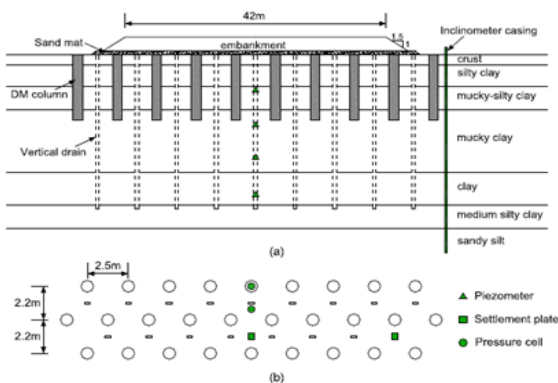 42m
Inclinometer casing
Sand mat
1.5
1
embankment
crust
silty clay
DM column
mucky-silty clay
mucky clay
Vertical drain
clay
medium silty clay
sandy silt
(a)
2.5m
2.2m
2.2m
Piezometer
Settlement plate
Pressure cell
(b)